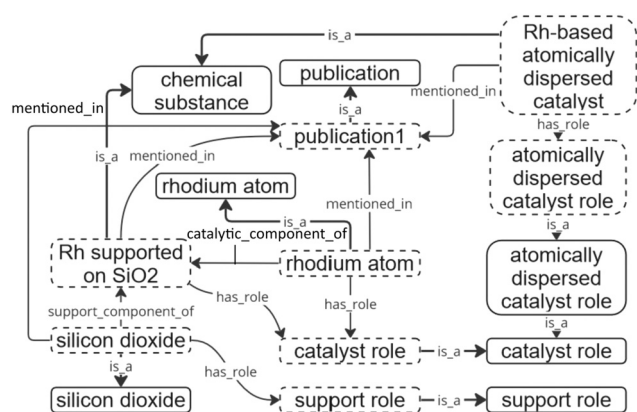 is_a
Rh-based
atomically
dispersed
catalyst
chemical
substance
publication
mentioned_in
mentioned_in
is_a
has_role
is_a
mentioned_in
publication1
atomically
dispersed
catalyst role
rhodium atom
mentioned_in
is_a
is_a
catalytic_component_of
Rh supported
on SiO2
rhodium atom
atomically
dispersed
catalyst role
support_component_of
has_role
has_role
is_a
silicon dioxide
catalyst role
is_a
catalyst role
is_a
has_role
silicon dioxide
support role
is_a
support role